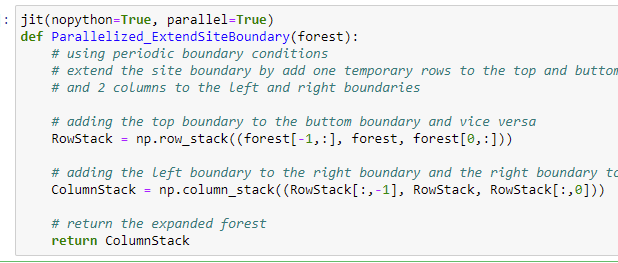 : jit(nopython=True, parallel=True)
def Parallelized_ExtendSiteBoundary(forest):
# using periodic boundary conditions
# extend the site boundary by add one temporary rows to the top and buttom
# and 2 columns to the left and right boundaries
# adding the top boundary to the buttom boundary and vice versa
RowStack = np.row_stack((forest[-1,:], forest, forest[0,:]))
# adding the left boundary to the right boundary and the right boundary to
ColumnStack = np.column_stack((RowStack[:,-1], RowStack, RowStack[:,0]))
# return the expanded forest
return ColumnStack